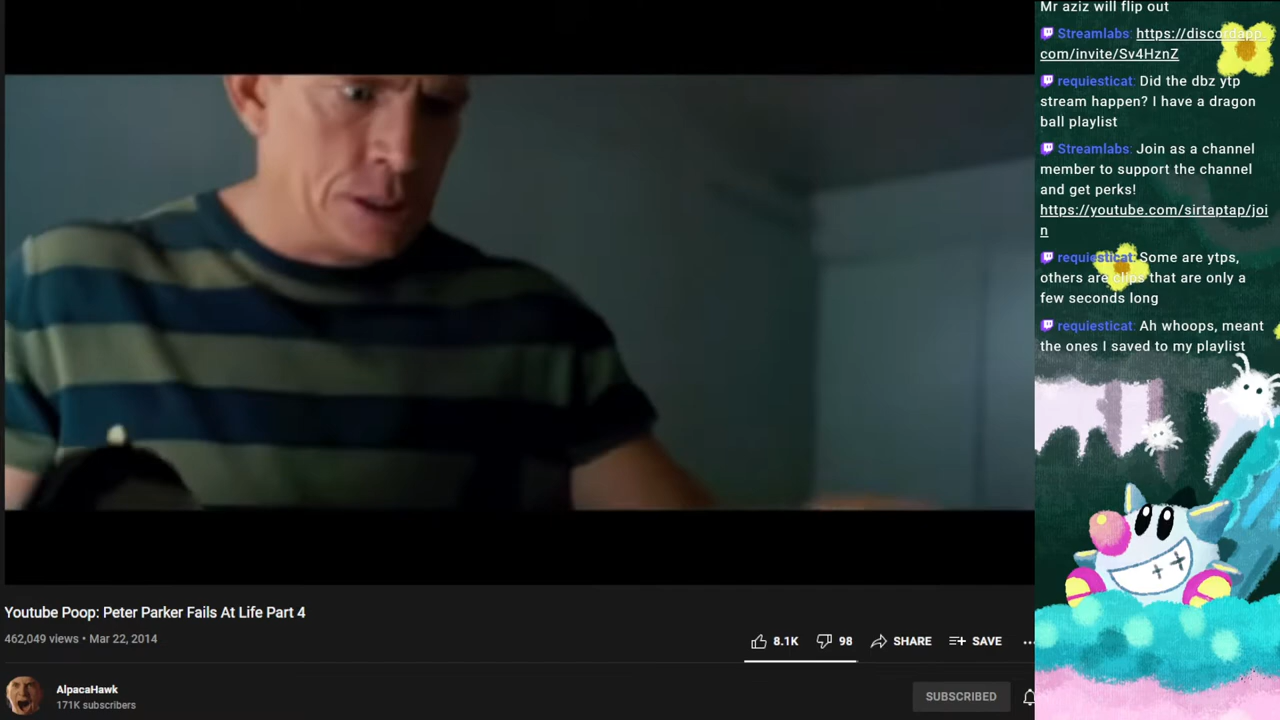 Mr aziz will flip out
Streamlabs: https://discordapp.
com/invite/Sv4HznZ
requiesticat: Did the dbz ytp
stream happen? I have a dragon
ball playlist
Streamlabs: Join as a channel
member to support the channel
and get perks!
https://youtube.com/sirtaptap/joi
n
requiesticat: Some are ytps,
others are clips that are only a
few seconds long
requiesticat: Ah whoops, meant
the ones I saved to my playlist
Youtube Poop: Peter Parker Fails At Life Part 4
462,049 views • Mar 22, 2014
8.1K 98 SHARE SAVE
AlpacaHawk
171K subscribers
SUBSCRIBED